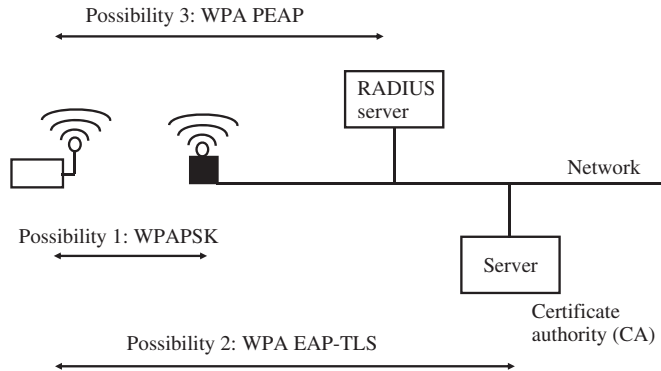 Possibility 3: WPA PEAP
RADIUS
server
Network
Possibility 1: WPAPSK
Server
Certificate
authority (CA)
Possibility 2: WPA EAP-TLS